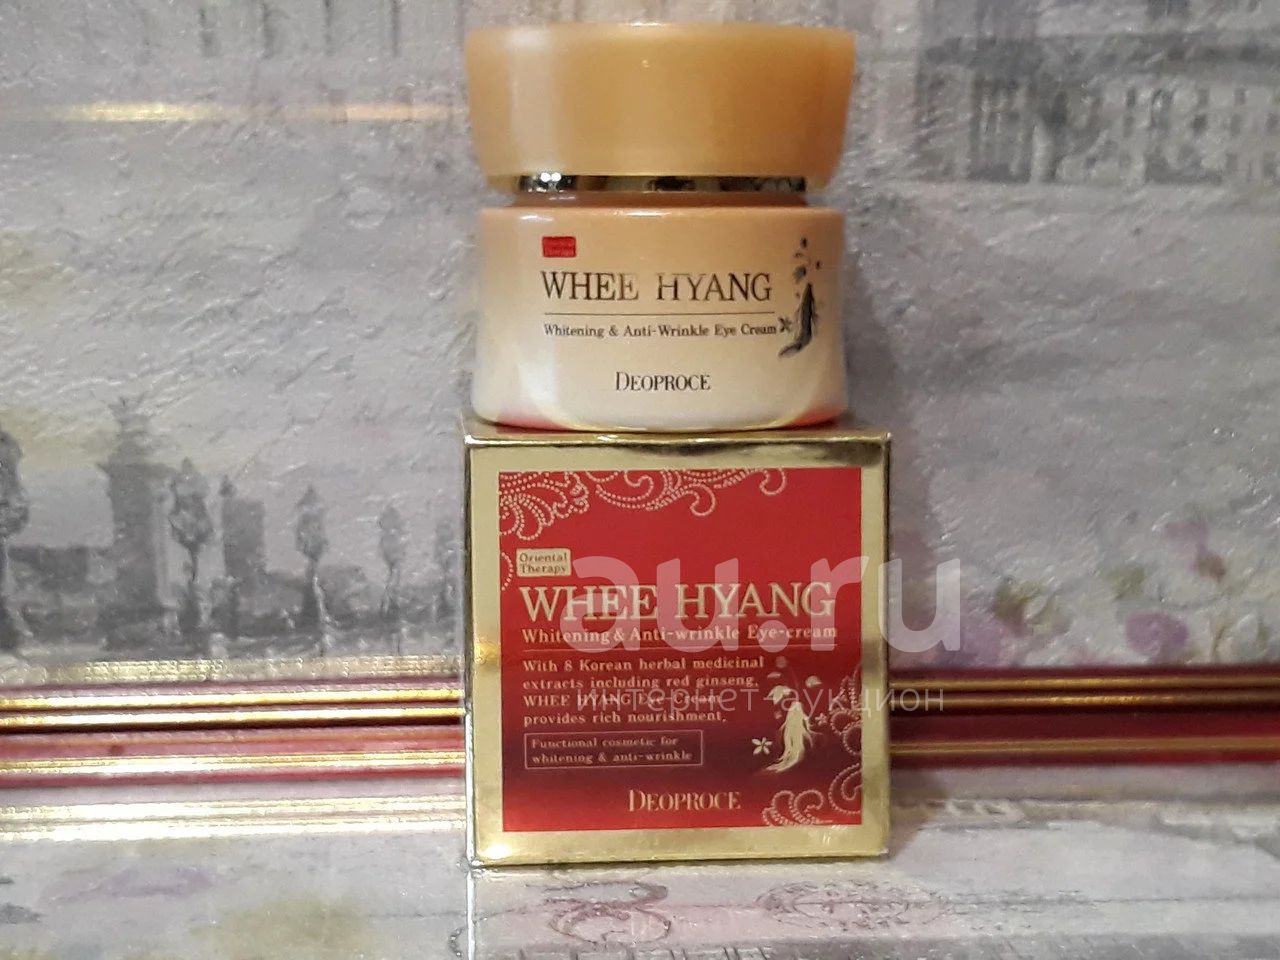 WHEE HYANG
Whitening & Anti-Wrinkle Eye Cream
DEOPROCE
Oriental
Therapy
WHEE HYANG
Whitening & Anti-wrinkle Eye-cream
With 8 Korean herbal medicinal
extracts including red ginseng,
WHEE HYANG Eye-Cream
provides rich nourishment.
Functional cosmetic for
whitening & anti-wrinkle
DEOPROCE
au.ru
интернет-аукцион